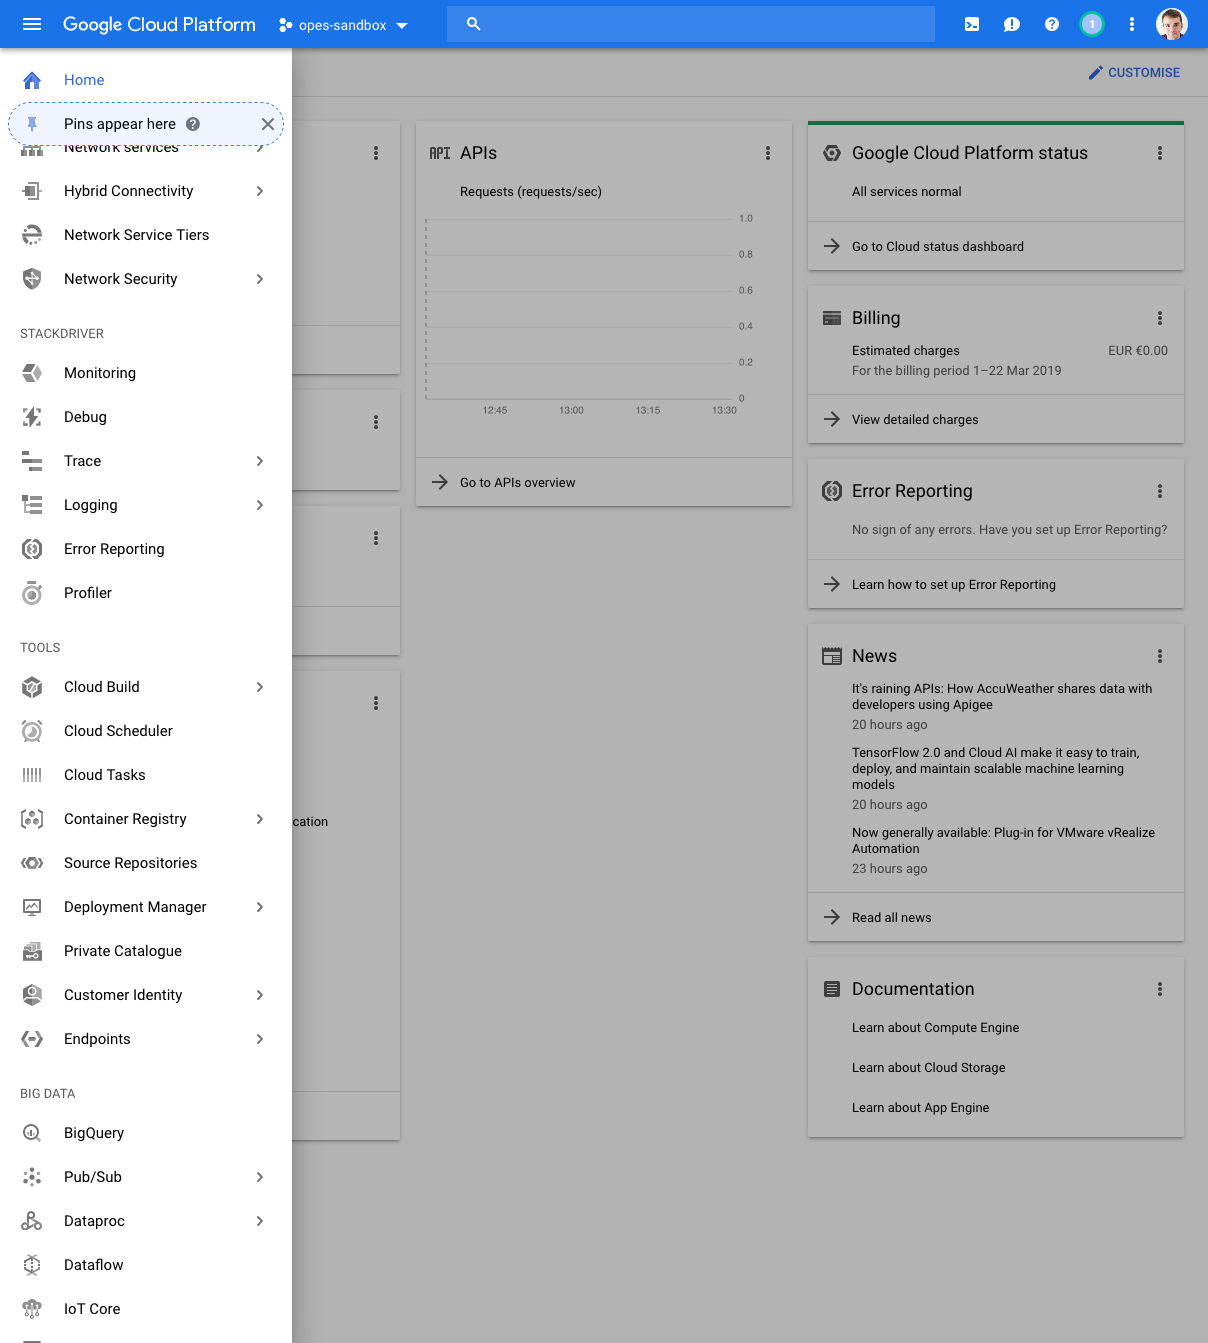 Google Cloud Platform
opes-sandbox
1
Home
Pins appear here
Network services
Hybrid Connectivity
Network Service Tiers
Network Security
STACKDRIVER
Monitoring
Debug
Trace
Logging
Error Reporting
Profiler
TOOLS
Cloud Build
Cloud Scheduler
Cloud Tasks
Container Registry
Source Repositories
Deployment Manager
Private Catalogue
Customer Identity
Endpoints
BIG DATA
BigQuery
Pub/Sub
Dataproc
Dataflow
IoT Core
cation
CUSTOMISE
API APIs
Requests (requests/sec)
1.0
0.8
0.6
0.4
0.2
0
12:45 13:00 13:15 13:30
Go to APIs overview
Google Cloud Platform status
All services normal
Go to Cloud status dashboard
Billing
Estimated charges EUR €0.00
For the billing period 1–22 Mar 2019
View detailed charges
Error Reporting
No sign of any errors. Have you set up Error Reporting?
Learn how to set up Error Reporting
News
It's raining APIs: How AccuWeather shares data with
developers using Apigee
20 hours ago
TensorFlow 2.0 and Cloud AI make it easy to train,
deploy, and maintain scalable machine learning
models
20 hours ago
Now generally available: Plug-in for VMware vRealize
Automation
23 hours ago
Read all news
Documentation
Learn about Compute Engine
Learn about Cloud Storage
Learn about App Engine